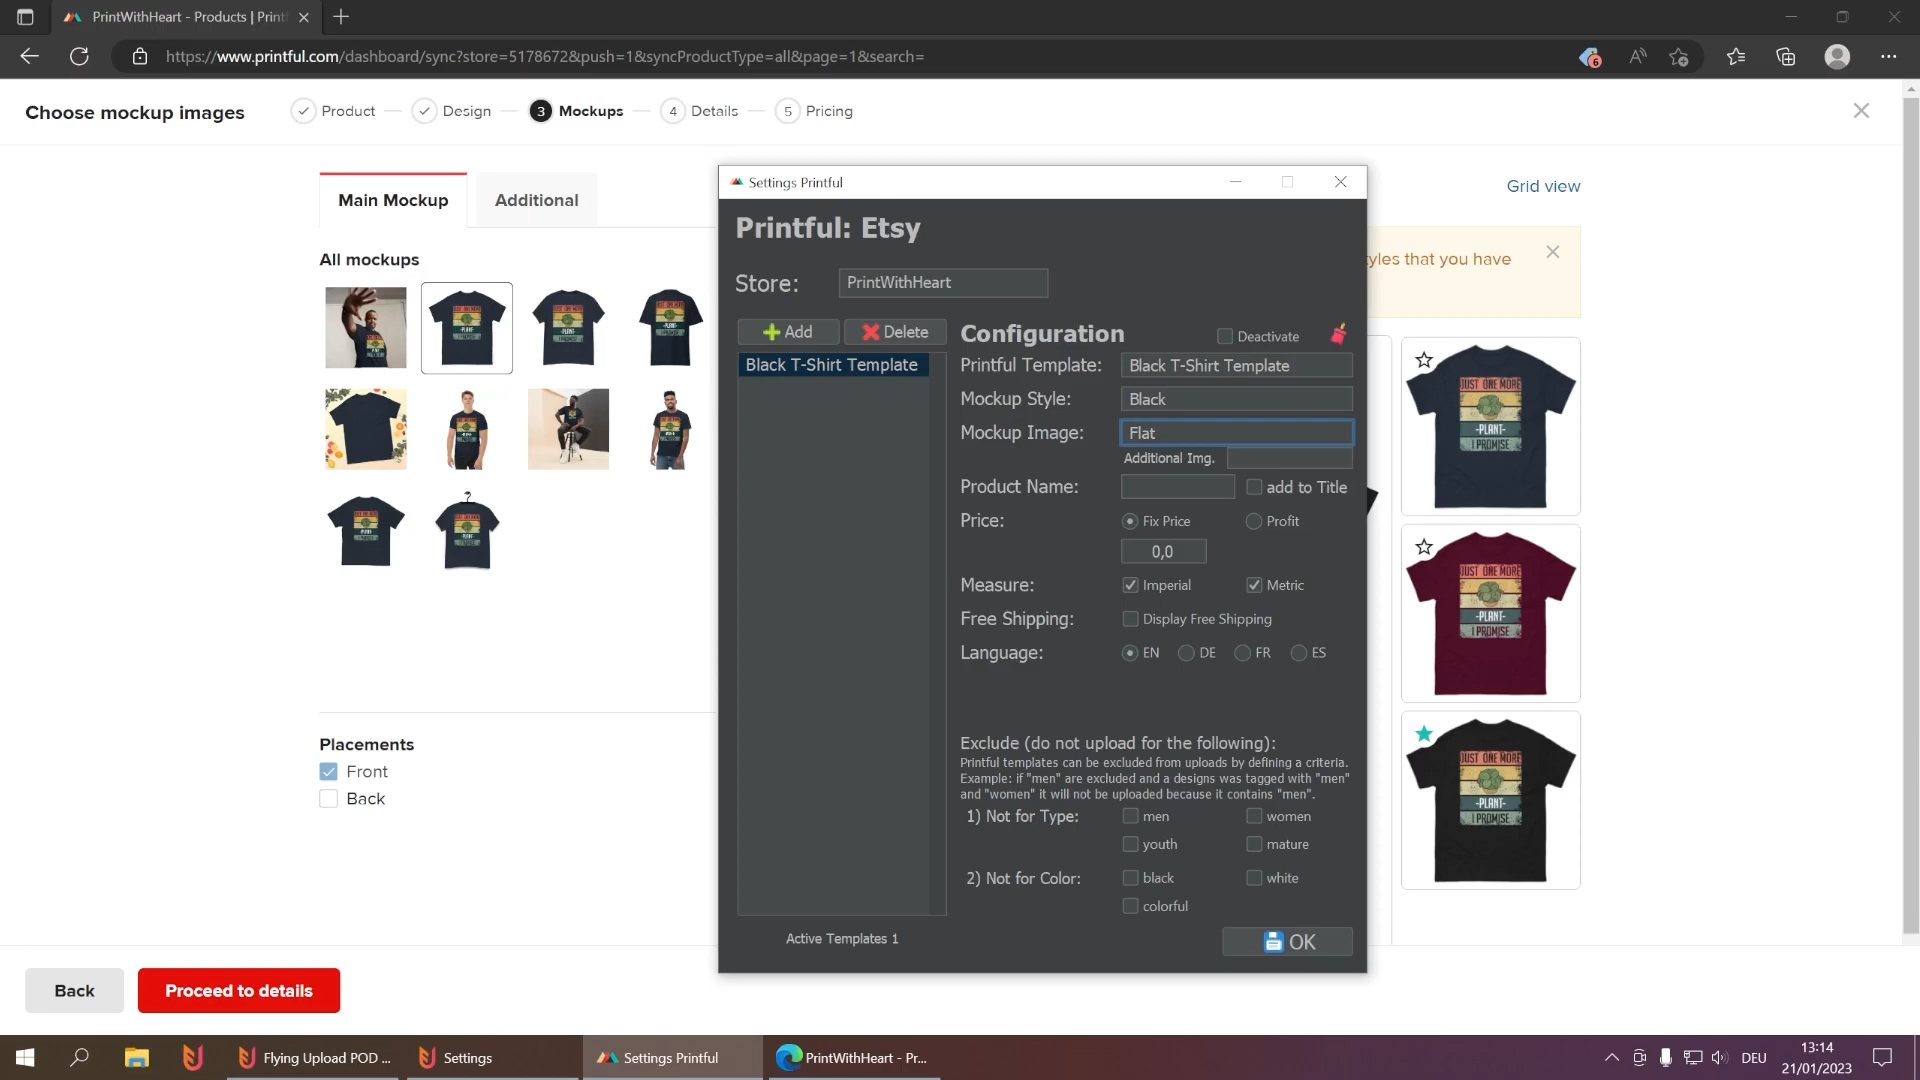 PrintWithHeart - Products | Print
https://www.printful.com/dashboard/sync?store=5178672&push=1&syncProductType=all&page=1&search=
6
Choose mockup images
Product
Design
3 Mockups
4 Details
5 Pricing
Main Mockup
Additional
Grid view
yles that you have
All mockups
Placements
Front
Back
JUST ONE MORE
-PLANT-
I PROMISE
JUST ONE MORE
-PLANT-
I PROMISE
JUST ONE MORE
-PLANT-
I PROMISE
Back
Proceed to details
Settings Printful
Printful: Etsy
Store: PrintWithHeart
Add
Delete
Black T-Shirt Template
Active Templates 1
Configuration
Deactivate
Printful Template: Black T-Shirt Template
Mockup Style: Black
Mockup Image: Flat
Additional Img.
Product Name: add to Title
Price: Fix Price Profit
0,0
Measure: Imperial Metric
Free Shipping: Display Free Shipping
Language: EN DE FR ES
Exclude (do not upload for the following):
Printful templates can be excluded from uploads by defining a criteria.
Example: if "men" are excluded and a designs was tagged with "men"
and "women" it will not be uploaded because it contains "men".
1) Not for Type: men women
youth mature
2) Not for Color: black white
colorful
OK
Flying Upload POD ...
Settings
Settings Printful
PrintWithHeart - Pr...
DEU
13:14
21/01/2023